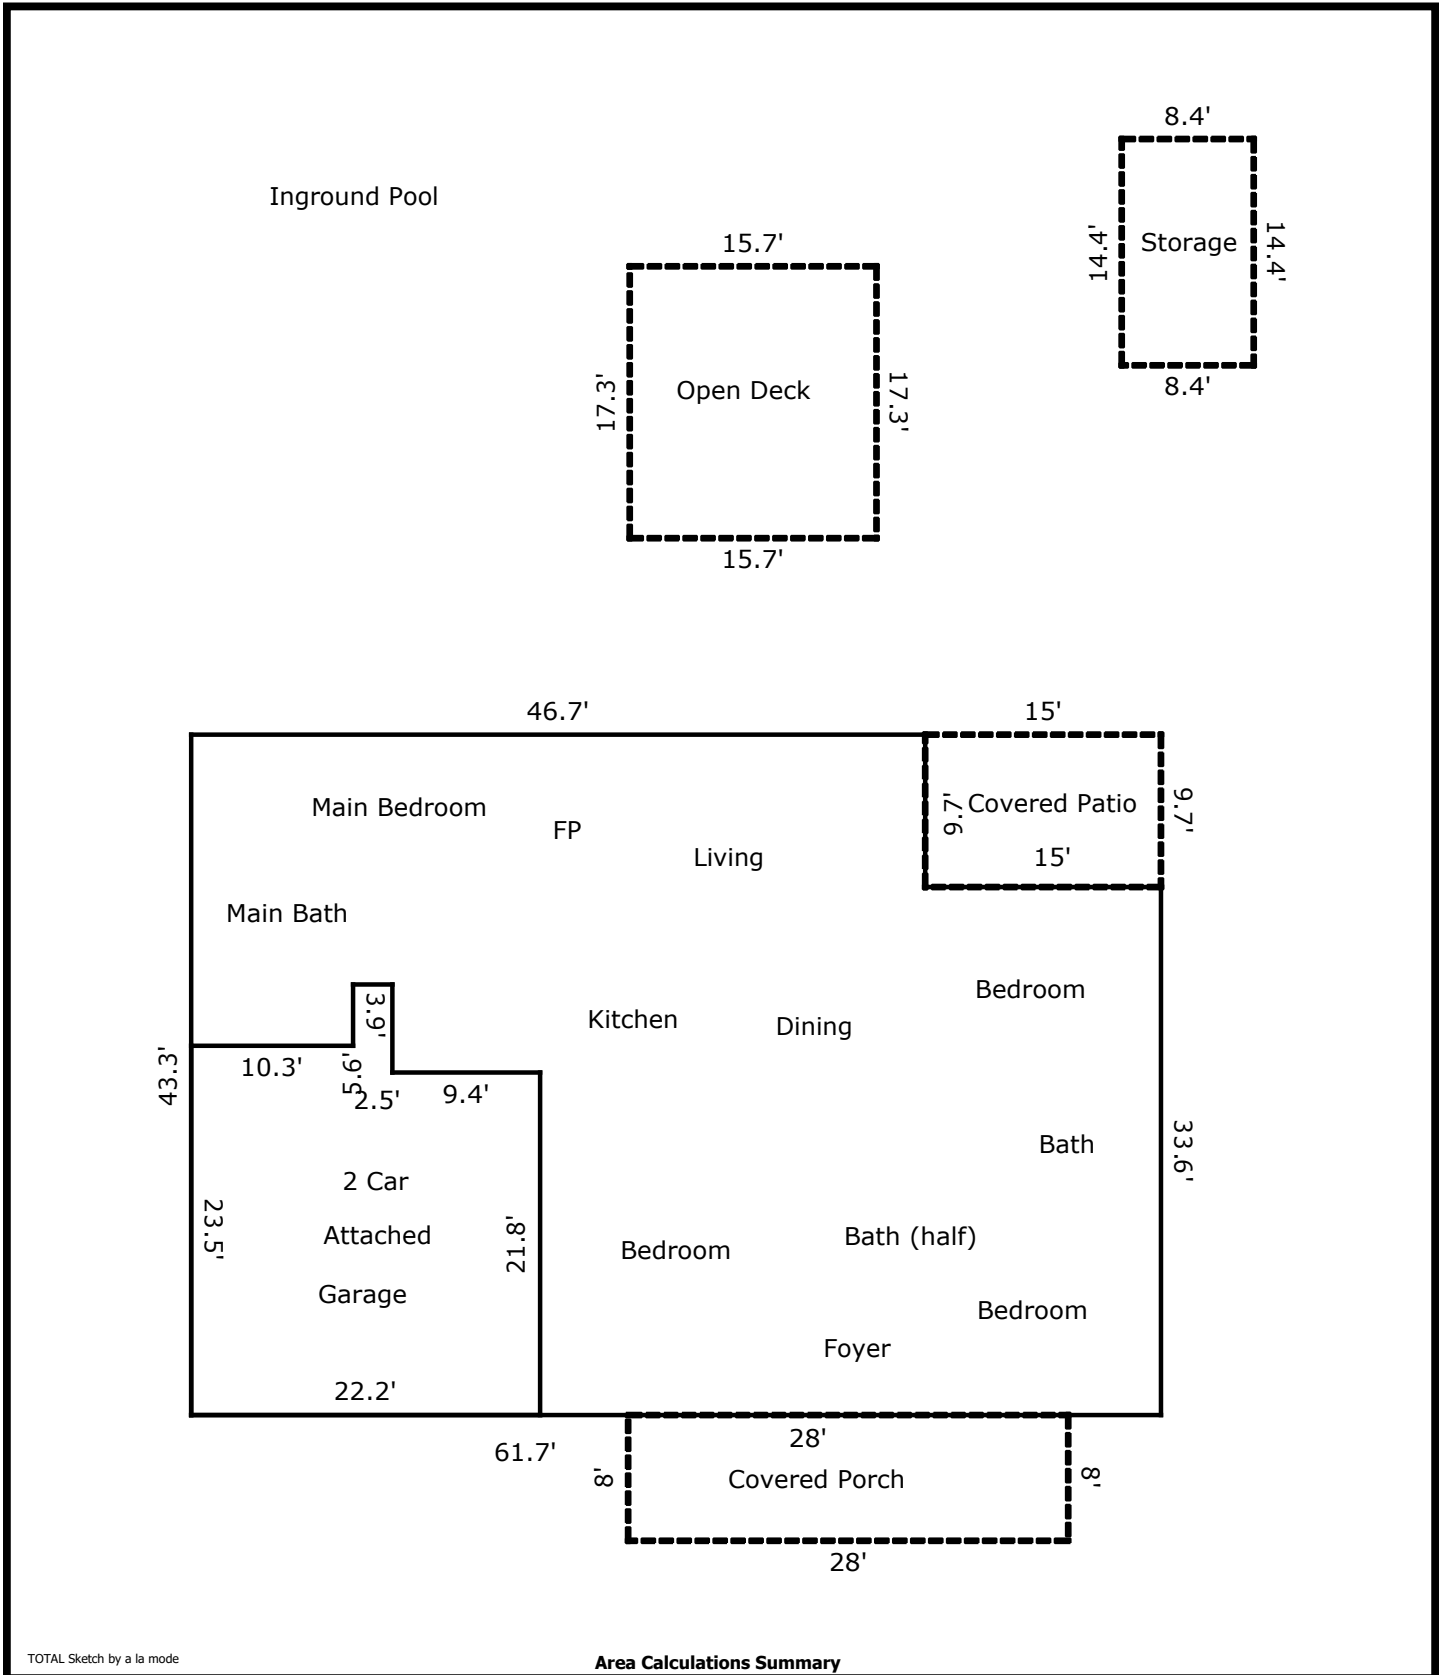 8.4'
Inground Pool
14.4'
Storage
14.4'
15.7'
8.4'
17.3'
Open Deck
17.3'
15.7'
46.7'
15'
Main Bedroom
FP
Living
9.7'
Covered Patio
9.7'
15'
Main Bath
3.9'
Kitchen
Dining
Bedroom
43.3'
10.3'
5.6'
2.5'
9.4'
Bath
33.6'
2 Car
Attached
Garage
23.5'
21.8'
Bedroom
Bath (half)
Bedroom
Foyer
22.2'
61.7'
28'
8'
Covered Porch
8'
28'
TOTAL Sketch by a la mode
Area Calculations Summary